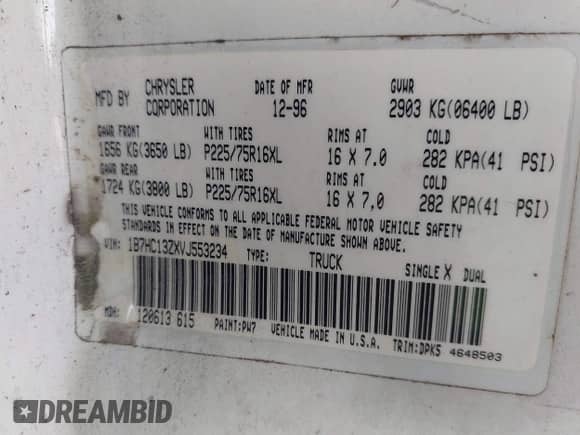 MFD BY CHRYSLER CORPORATION DATE OF MFR 12-96 GVWR 2903 KG(06400 LB)
GAWR FRONT WITH TIRES RIMS AT COLD
1656 KG(3650 LB) P225/75R16XL 16 X 7.0 282 KPA(41 PSI)
GAWR REAR WITH TIRES RIMS AT COLD
1724 KG(3800 LB) P225/75R16XL 16 X 7.0 282 KPA(41 PSI)
THIS VEHICLE CONFORMS TO ALL APPLICABLE FEDERAL MOTOR VEHICLE SAFETY
STANDARDS IN EFFECT ON THE DATE OF MANUFACTURE SHOWN ABOVE.
VIN: 1B7HC13ZXVJ553234 TYPE: TRUCK SINGLE X DUAL
MDH: 120613 615 PAINT:PW7 VEHICLE MADE IN U.S.A. TRIM:DPK5 4648503
DREAMBID